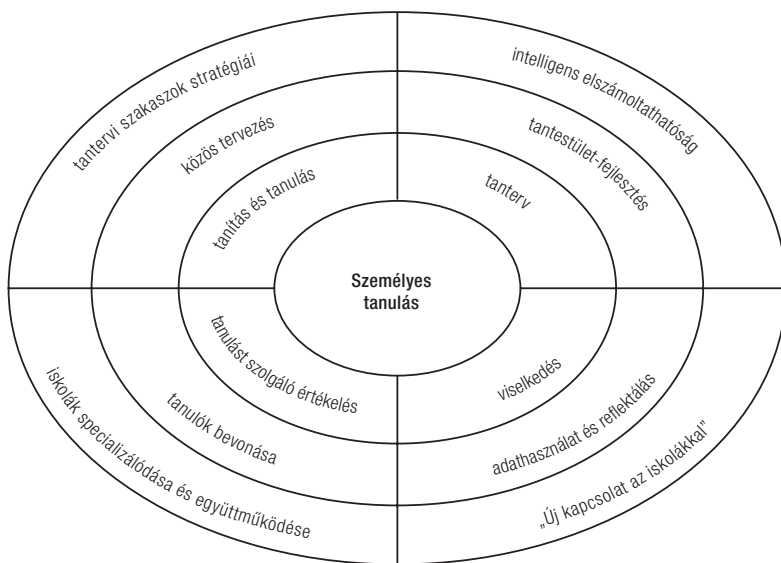 tantervi szakaszok stratégiái
intelligens elszámoltathatóság
közös tervezés
tantestület-fejlesztés
tanítás és tanulás
tanterv
Személyes
tanulás
tanulást szolgáló értékelés
viselkedés
tanulók bevonása
adathasználat és reflektálás
iskolák specializálódása és együttműködése
„Új kapcsolat az iskolákkal”